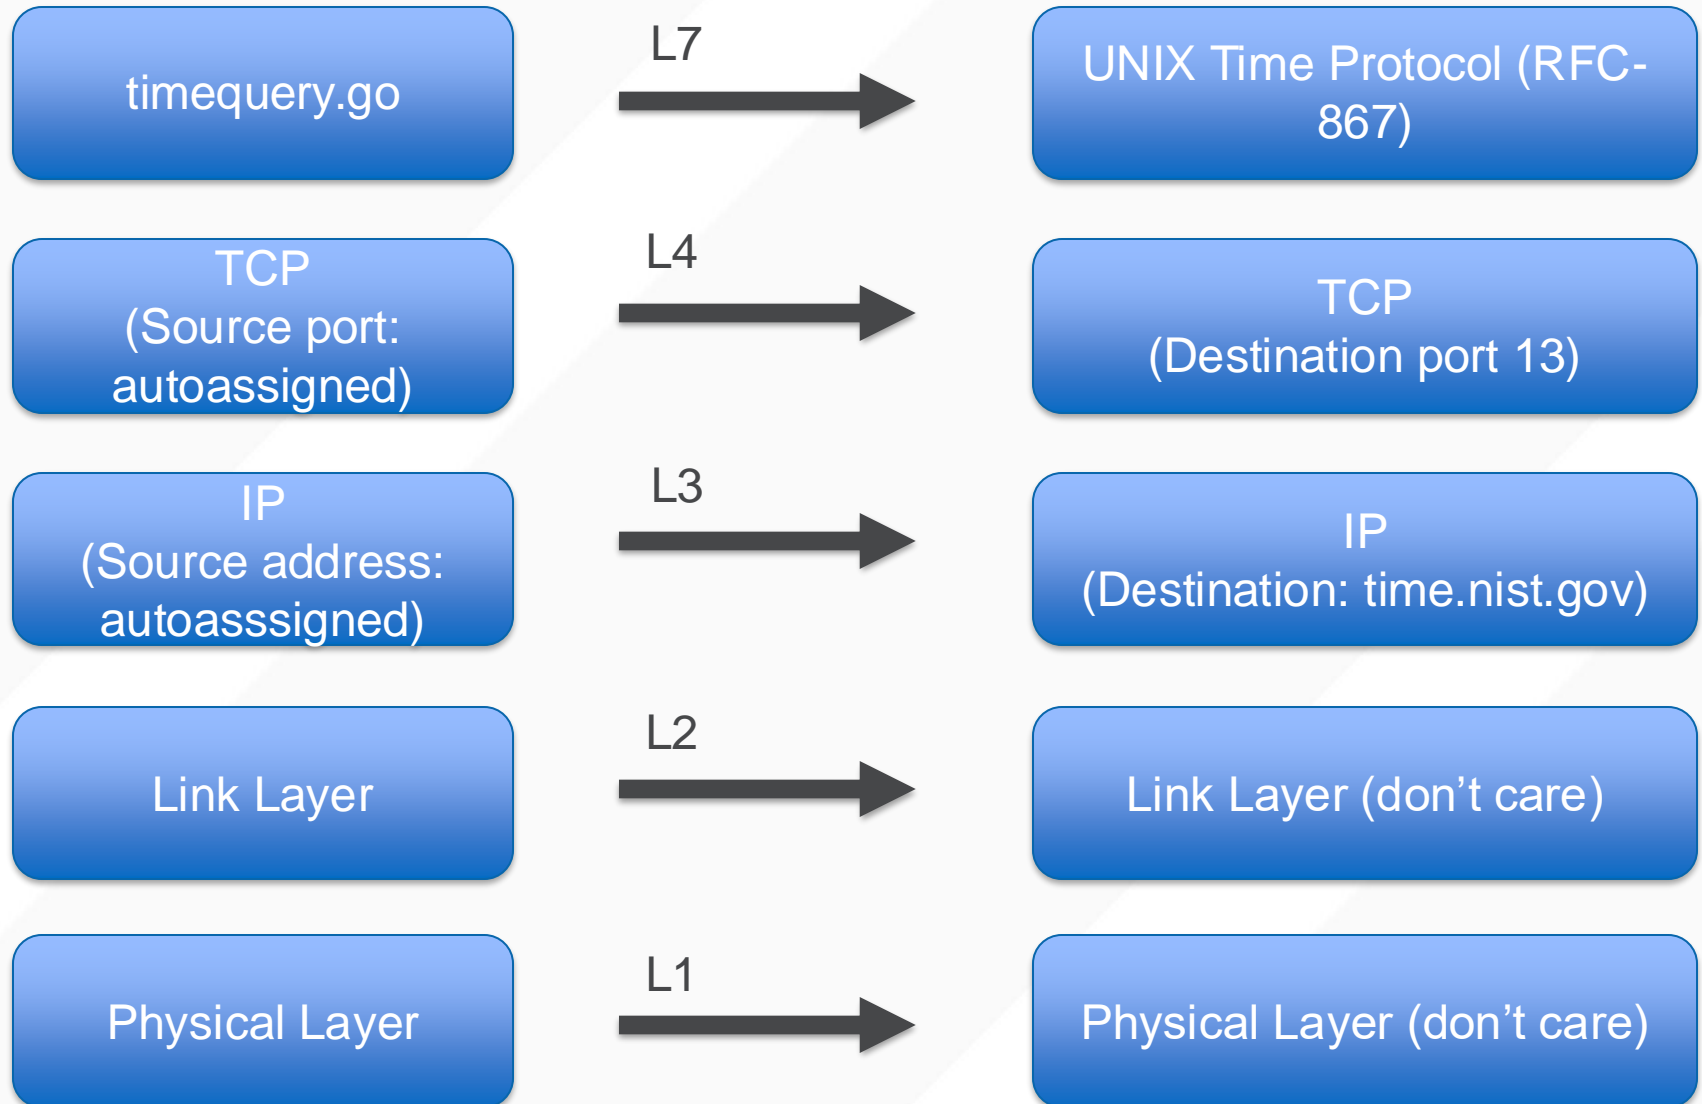 timequery.go
L7
UNIX Time Protocol (RFC-
867)
TCP
(Source port:
autoassigned)
L4
TCP
(Destination port 13)
IP
(Source address:
autoasssigned)
L3
IP
(Destination: time.nist.gov)
Link Layer
L2
Link Layer (don’t care)
Physical Layer
L1
Physical Layer (don’t care)